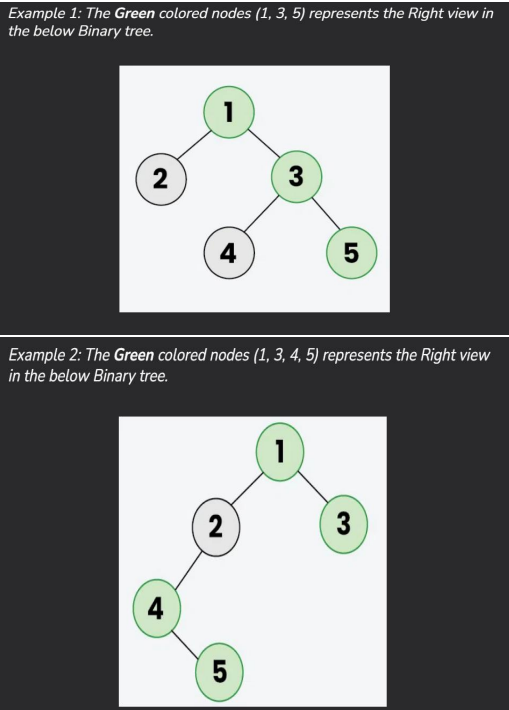 Example 1: The Green colored nodes (1, 3, 5) represents the Right view in
the below Binary tree.
1
2
3
4
5
Example 2: The Green colored nodes (1, 3, 4, 5) represents the Right view
in the below Binary tree.
1
2
3
4
5